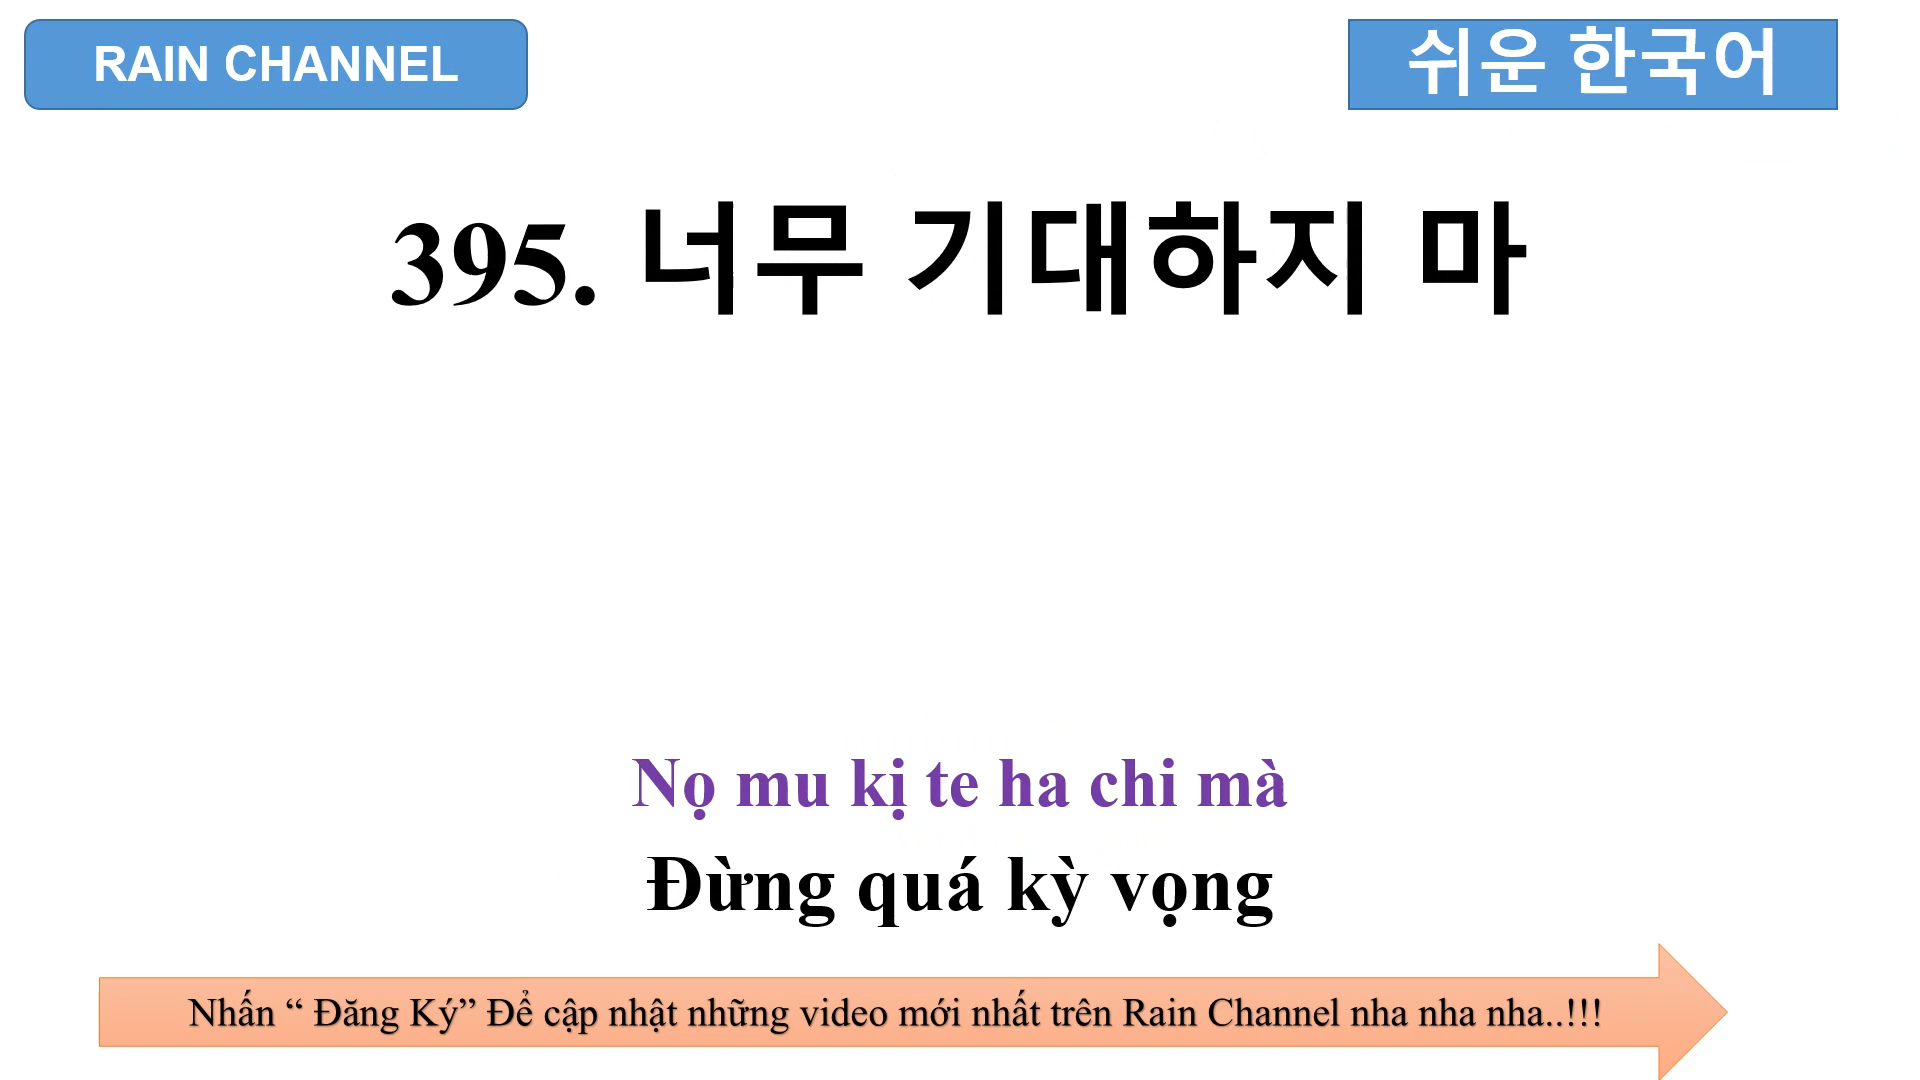 RAIN CHANNEL
쉬운 한국어
395. 너무 기대하지 마
Nọ mu kị te ha chi mà
Đừng quá kỳ vọng
Nhấn “ Đăng Ký” Để cập nhật những video mới nhất trên Rain Channel nha nha nha..!!!